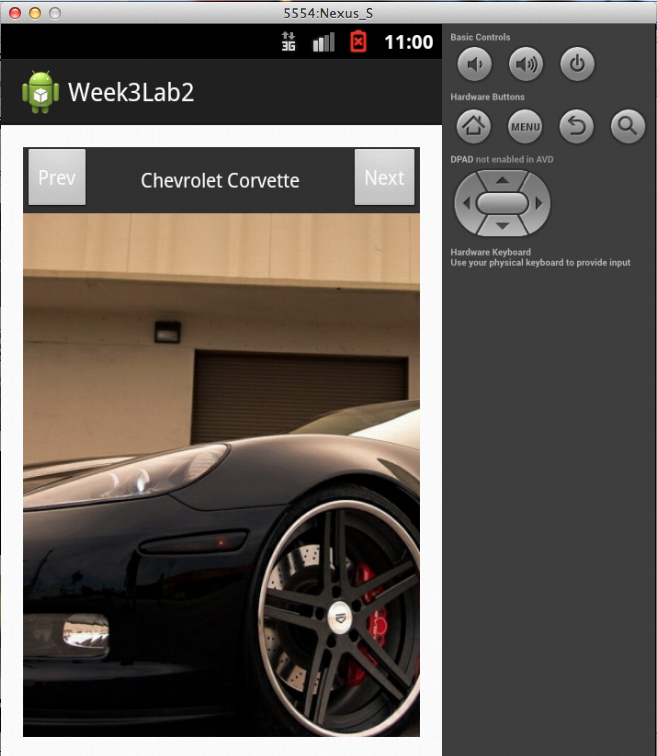 5554:Nexus_S
3G 11:00
Week3Lab2
Prev Chevrolet Corvette Next
Basic Controls
Hardware Buttons
MENU
DPAD not enabled in AVD
Hardware Keyboard
Use your physical keyboard to provide input